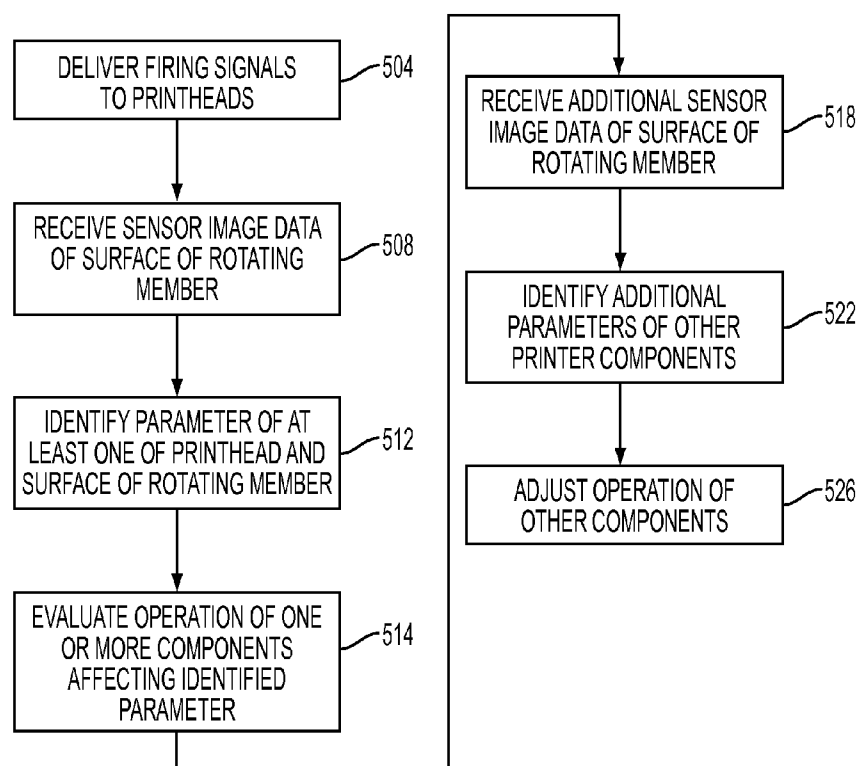 DELIVER FIRING SIGNALS
TO PRINTHEADS
504
RECEIVE SENSOR IMAGE DATA
OF SURFACE OF ROTATING
MEMBER
508
IDENTIFY PARAMETER OF AT
LEAST ONE OF PRINTHEAD AND
SURFACE OF ROTATING MEMBER
512
EVALUATE OPERATION OF ONE
OR MORE COMPONENTS
AFFECTING IDENTIFIED
PARAMETER
514
RECEIVE ADDITIONAL SENSOR
IMAGE DATA OF SURFACE OF
ROTATING MEMBER
518
IDENTIFY ADDITIONAL
PARAMETERS OF OTHER
PRINTER COMPONENTS
522
ADJUST OPERATION OF
OTHER COMPONENTS
526